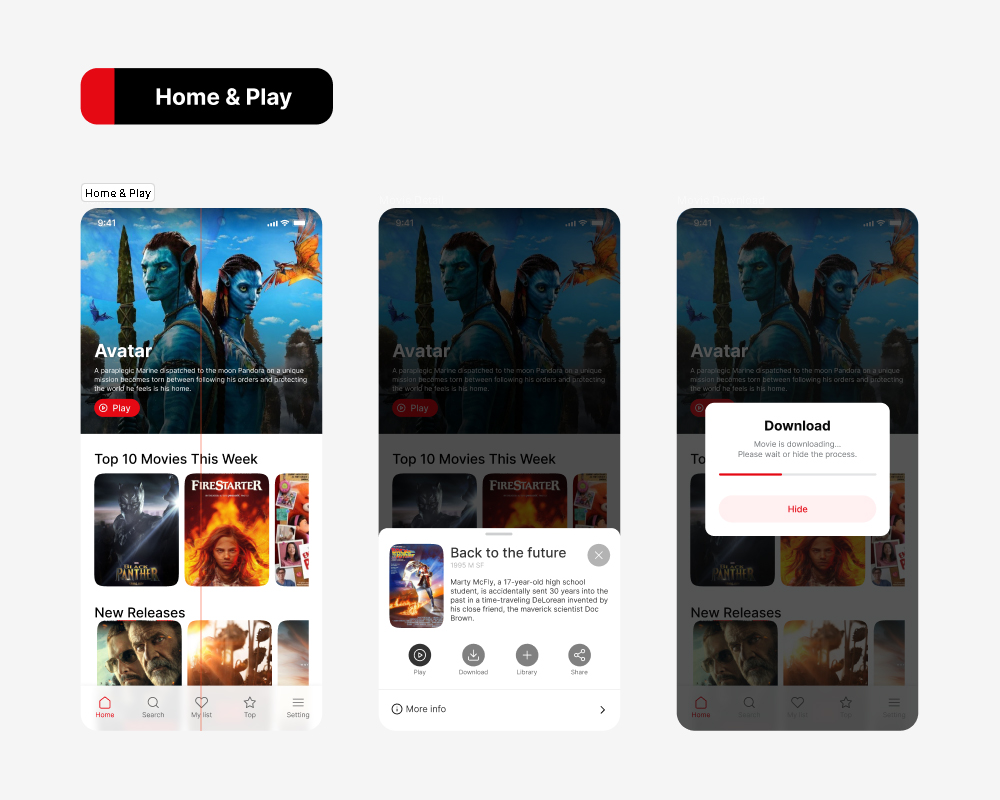 Home & Play
Home & Play
9:41
Avatar
A paraplegic Marine dispatched to the moon Pandora on a unique
mission becomes torn between following his orders and protecting
the world he feels is his home.
Play
Top 10 Movies This Week
BLACK
PANTHER
FIRESTARTER
New Releases
Home
Search
My list
Top
Setting
9:41
Avatar
A paraplegic Marine dispatched to the moon Pandora on a unique
mission becomes torn between following his orders and protecting
the world he feels is his home.
Play
Top 10 Movies This Week
FIRESTARTER
Back to the future
1995 M SF
Marty McFly, a 17-year-old high school
student, is accidentally sent 30 years into the
past in a time-traveling DeLorean invented by
his close friend, the maverick scientist Doc
Brown.
Play
Download
Library
Share
More info
9:41
Avatar
A paraplegic Marine dispatched to the moon Pandora on a unique
mission becomes torn between following his orders and protecting
the world he feels is his home.
Download
Movie is downloading...
Please wait or hide the process.
Hide
To
PANTHER
New Releases
Home
Search
My list
Top
Setting